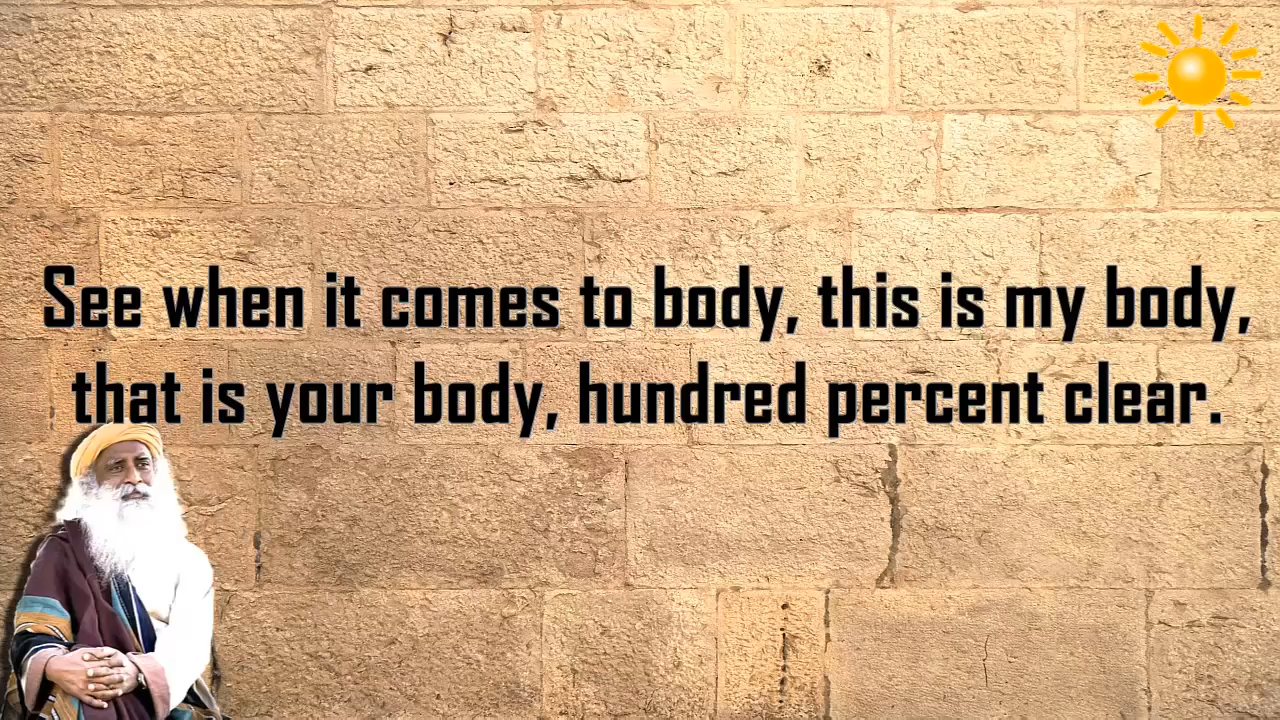 See when it comes to body, this is my body,
that is your body, hundred percent clear.